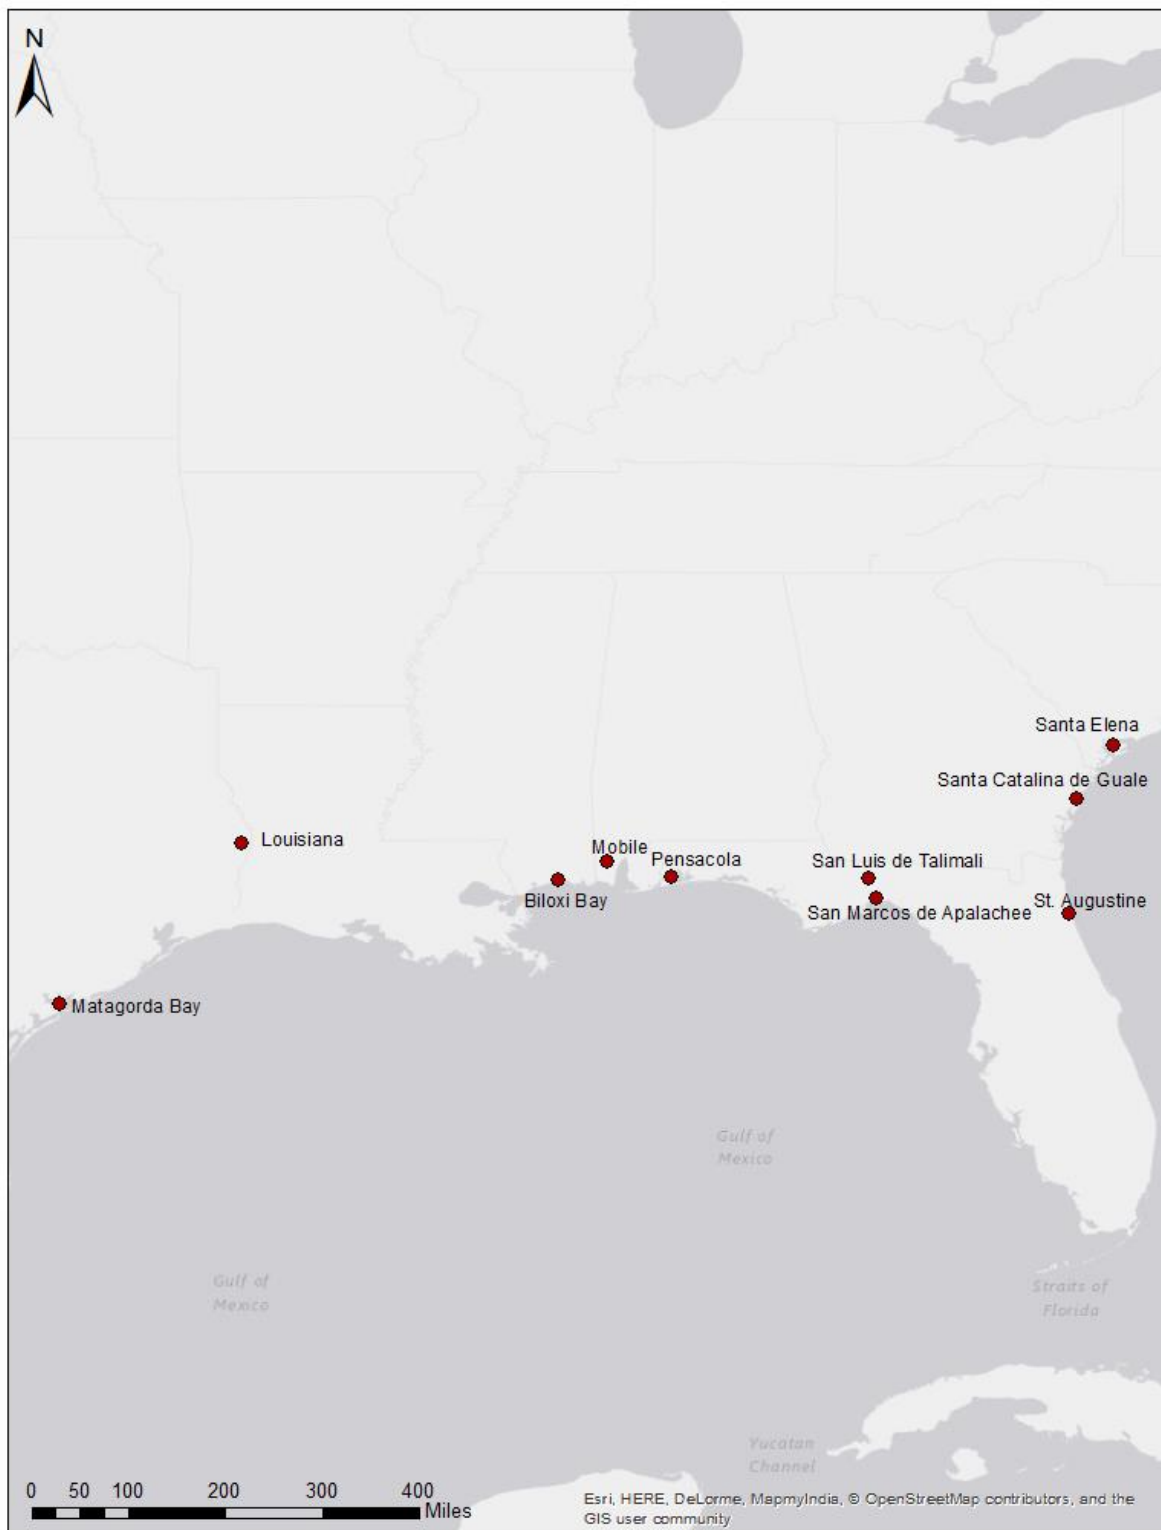 N
Santa Elena
Santa Catalina de Guale
Louisiana
Mobile
Pensacola
San Luis de Talimali
Biloxi Bay
San Marcos de Apalachee
St. Augustine
Matagorda Bay
Gulf of
Mexico
Gulf of
Mexico
Straits of
Florida
Yucatan
Channel
0 50 100 200 300 400
Miles
Esri, HERE, DeLorme, MapmyIndia, © OpenStreetMap contributors, and the
GIS user community